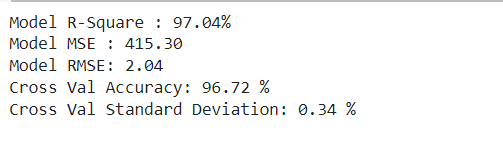 Model R-Square : 97.04%
Model MSE : 415.30
Model RMSE: 2.04
Cross Val Accuracy: 96.72 %
Cross Val Standard Deviation: 0.34 %